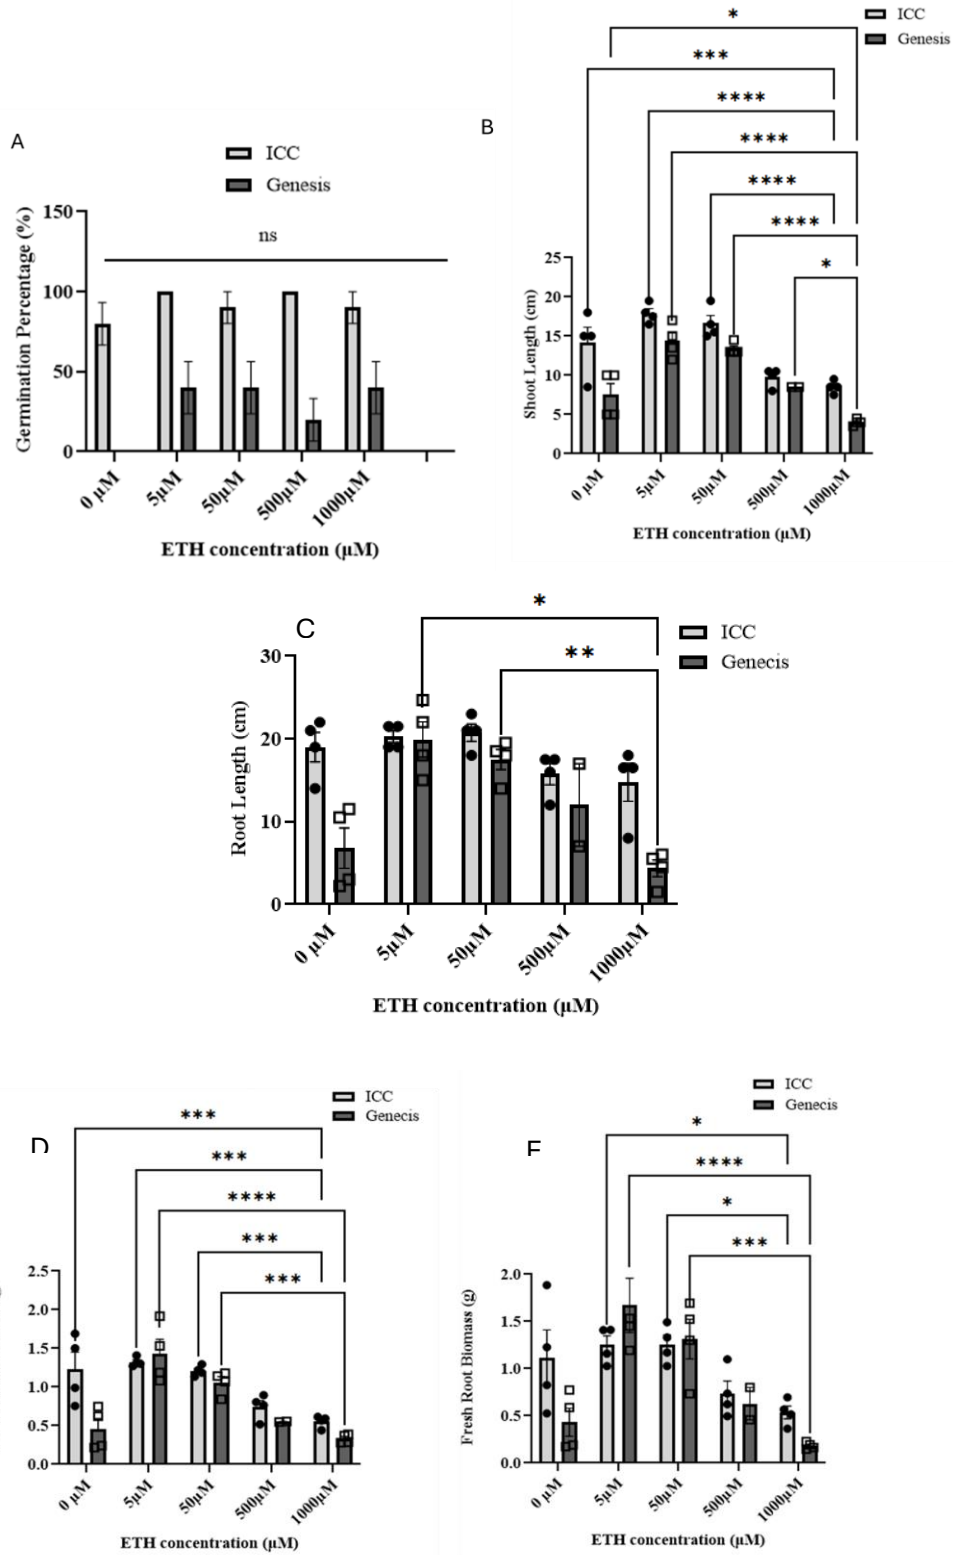 A
ICC
Genesis
Germination Percentage (%)
150
100
50
0
ns
0 µM
5µM
50µM
500µM
1000µM
ETH concentration (µM)
B
ICC
Genesis
*
***
****
****
****
****
*
Shoot Length (cm)
25
20
15
10
5
0
0 µM
5µM
50µM
500µM
1000µM
ETH concentration (µM)
C
ICC
Genecis
*
**
Root Length (cm)
30
20
10
0
0 µM
5µM
50µM
500µM
1000µM
ETH concentration (µM)
D
ICC
Genecis
***
***
****
***
***
2.5
2.0
1.5
1.0
0.5
0.0
0 µM
5µM
50µM
500µM
1000µM
ETH concentration (µM)
ICC
Genecis
*
****
*
***
Fresh Root Biomass (g)
2.0
1.5
1.0
0.5
0.0
0 µM
5µM
50µM
500µM
1000µM
ETH concentration (µM)